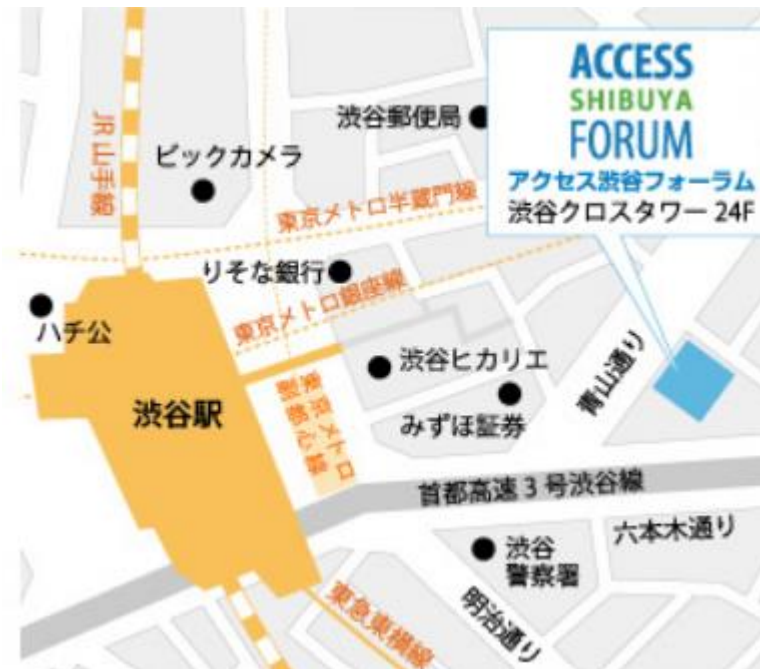 ACCESS
SHIBUYA
FORUM
アクセス渋谷フォーラム
渋谷クロスタワー 24F
渋谷郵便局
ビックカメラ
JR山手線
東京メトロ半蔵門線
りそな銀行
東京メトロ銀座線
ハチ公
渋谷ヒカリエ
青山通り
みずほ証券
渋谷駅
東京メトロ
副都心線
首都高速3号渋谷線
六本木通り
渋谷
警察署
明治通り
東急東横線